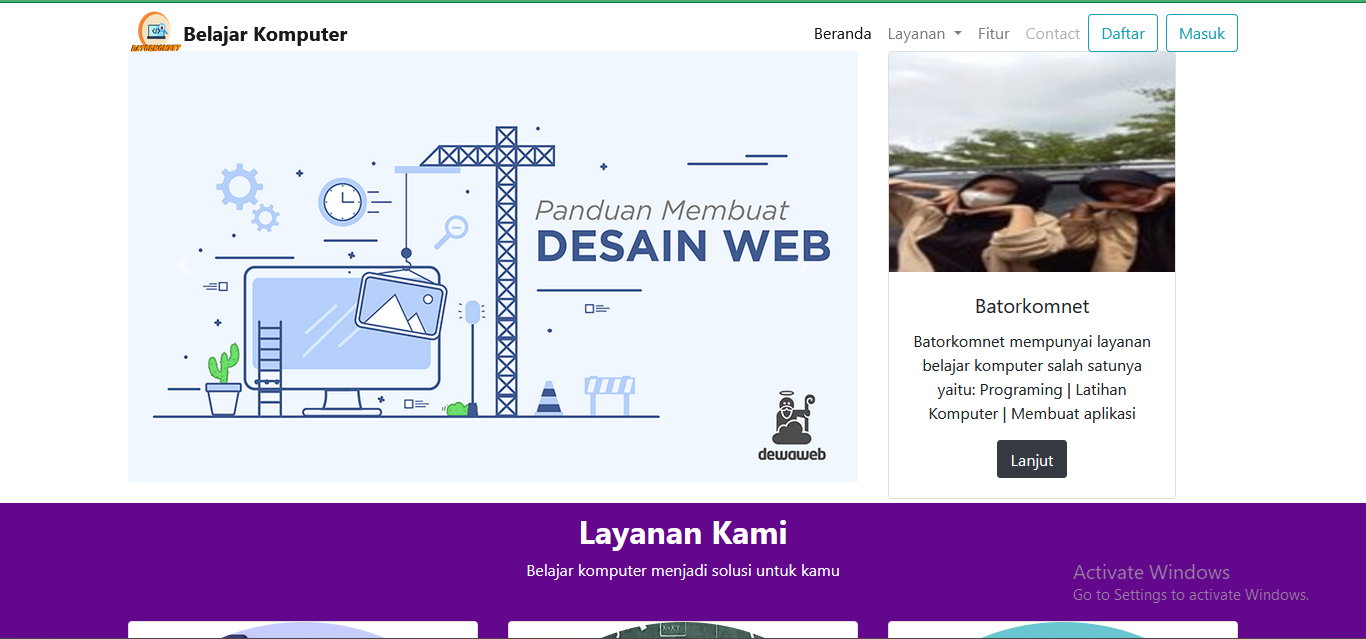 BATORKOMNET
Belajar Komputer
Beranda Layanan Fitur Contact Daftar Masuk
Panduan Membuat
DESAIN WEB
dewaweb
Batorkomnet
Batorkomnet mempunyai layanan
belajar komputer salah satunya
yaitu: Programing | Latihan
Komputer | Membuat aplikasi
Lanjut
Layanan Kami
Belajar komputer menjadi solusi untuk kamu
Activate Windows
Go to Settings to activate Windows.